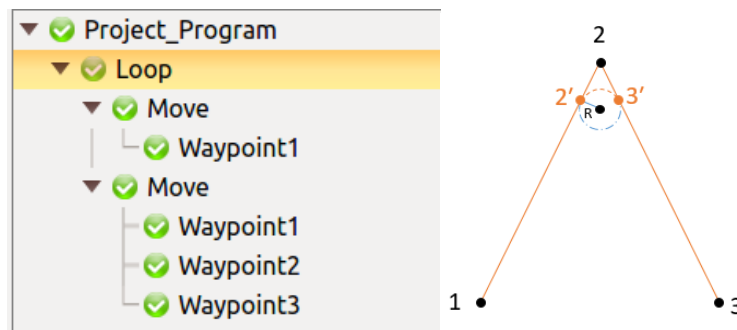 Project_Program
Loop
Move
Waypoint1
Move
Waypoint1
Waypoint2
Waypoint3
2
2′
3′
R
1
3